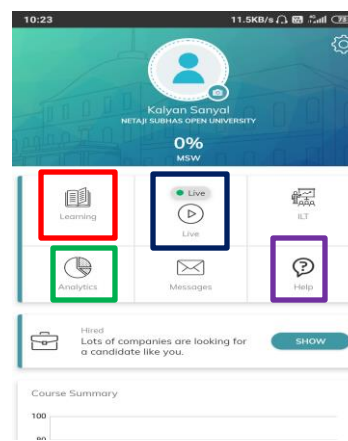 10:23 11.5KB/s
Kalyan Sanyal
NETAJI SUBHAS OPEN UNIVERSITY
0%
MSW
Learning
Live
Live
ILT
Analytics
Messages
Help
Hired
Lots of companies are looking for
a candidate like you.
SHOW
Course Summary
100
80